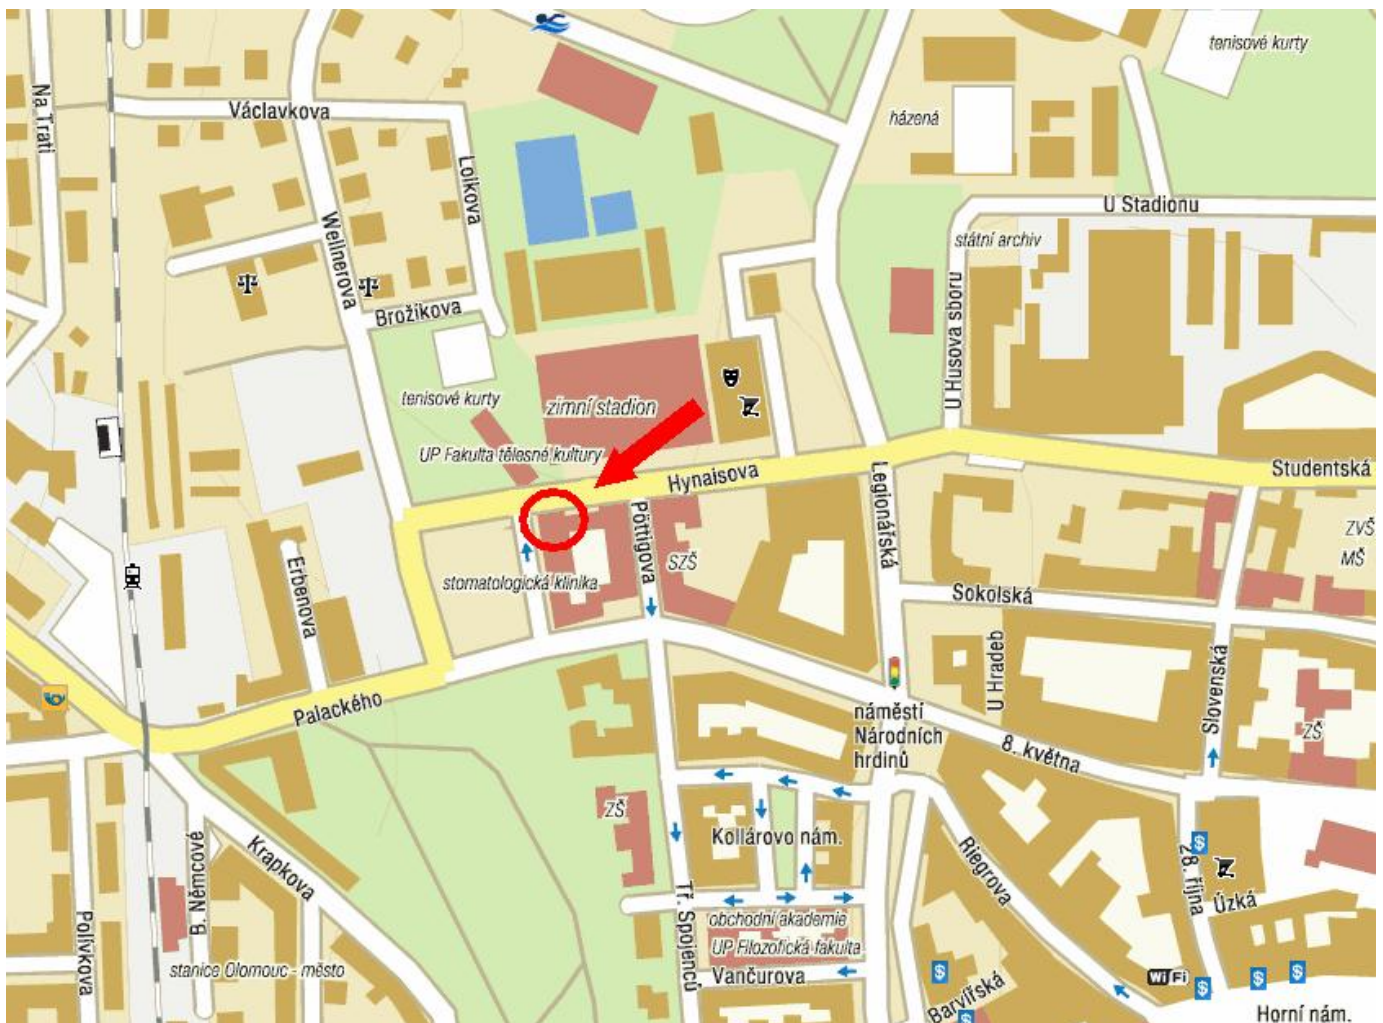 tenisové kurty
Na Trati
Václavkova
házená
Lolkova
U Stadionu
Wellnerova
státní archiv
Brožíkova
U Husova sboru
tenisové kurty
zimní stadion
UP Fakulta tělesné kultury
Hynaisova
Legionářská
Studentská
Pöttigova
ZVŠ
MŠ
SZŠ
Erbenova
stomatologická klinika
Sokolská
U Hradeb
Slovenská
Palackého
náměstí
Národních
hrdinů
8. května
ZŠ
ZŠ
Kollárovo nám.
Riegrova
28. října
Úzká
B. Němcové
Krapkova
Tř. Spojenců
obchodní akademie
UP Filozofická fakulta
Polívkova
stanice Olomouc - město
Vančurova
Barvířská
WiFi
Horní nám.